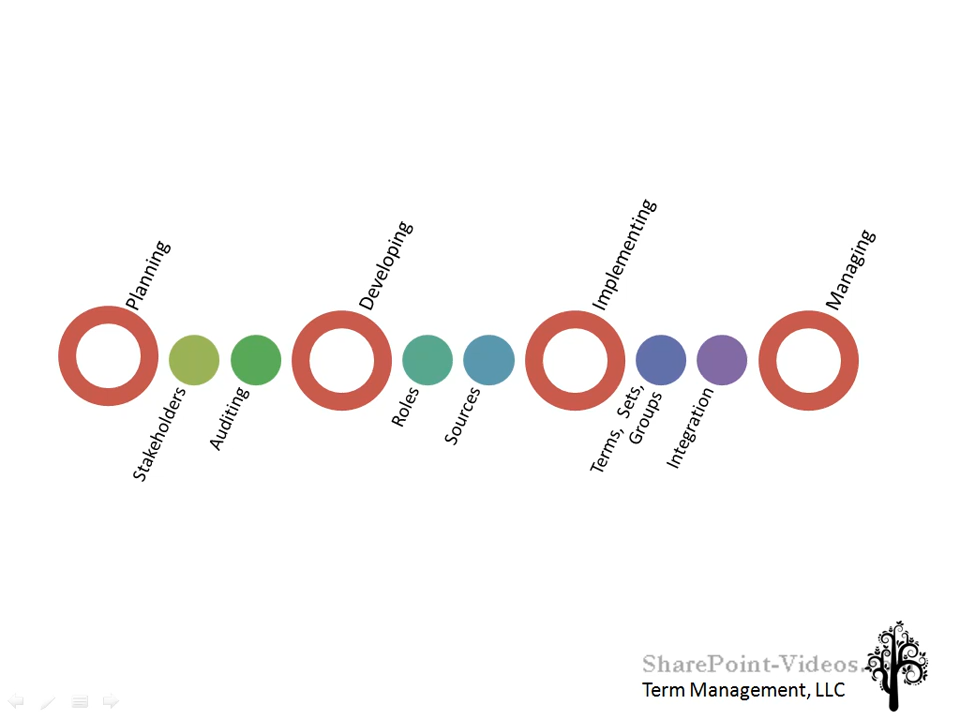 Planning
Stakeholders
Auditing
Developing
Roles
Sources
Implementing
Terms, Sets,
Groups
Integration
Managing
SharePoint-Videos.
Term Management, LLC